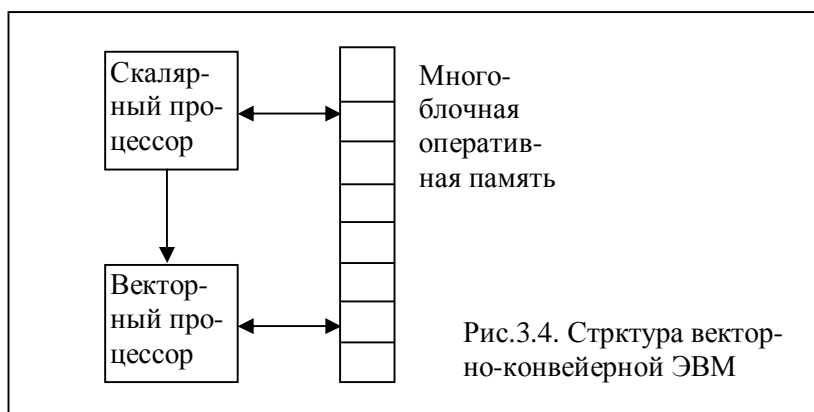 Скаляр-
ный про-
цессор
Много-
блочная
оператив-
ная память
Вектор-
ный про-
цессор
Рис.3.4. Стрктура вектор-
но-конвейерной ЭВМ